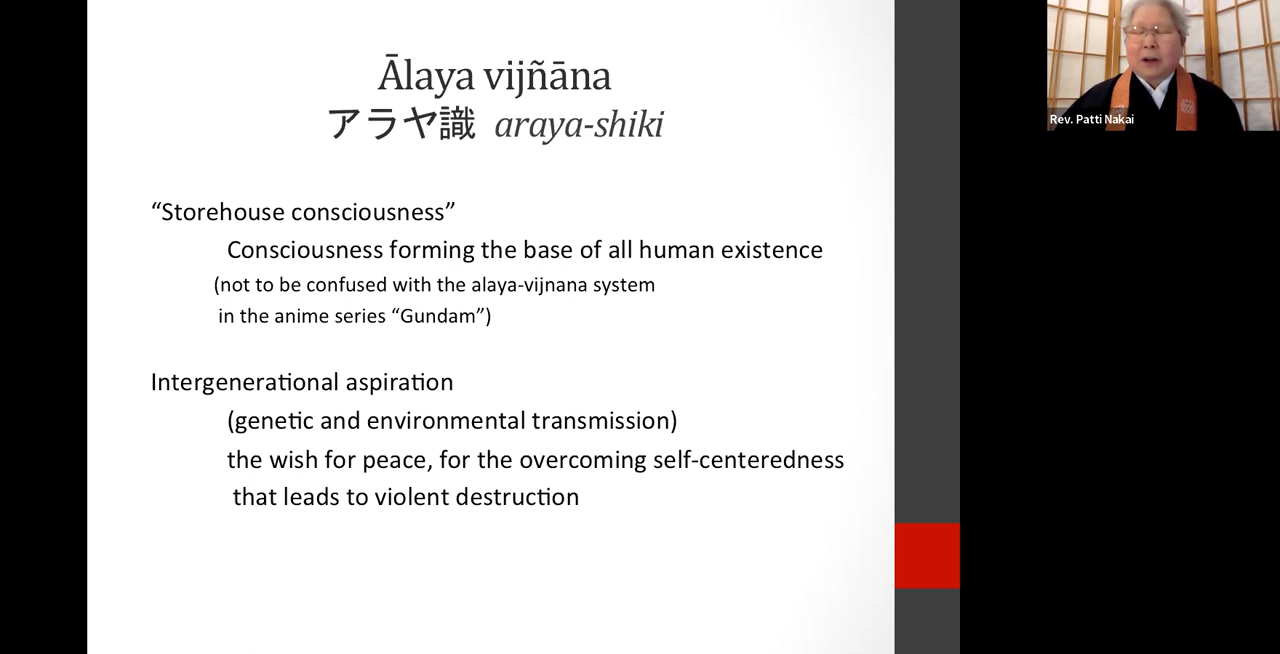 Ālaya vijñāna
アラヤ識 araya-shiki
“Storehouse consciousness”
Consciousness forming the base of all human existence
(not to be confused with the alaya-vijnana system
in the anime series “Gundam”)
Intergenerational aspiration
(genetic and environmental transmission)
the wish for peace, for the overcoming self-centeredness
that leads to violent destruction
Rev. Patti Nakai